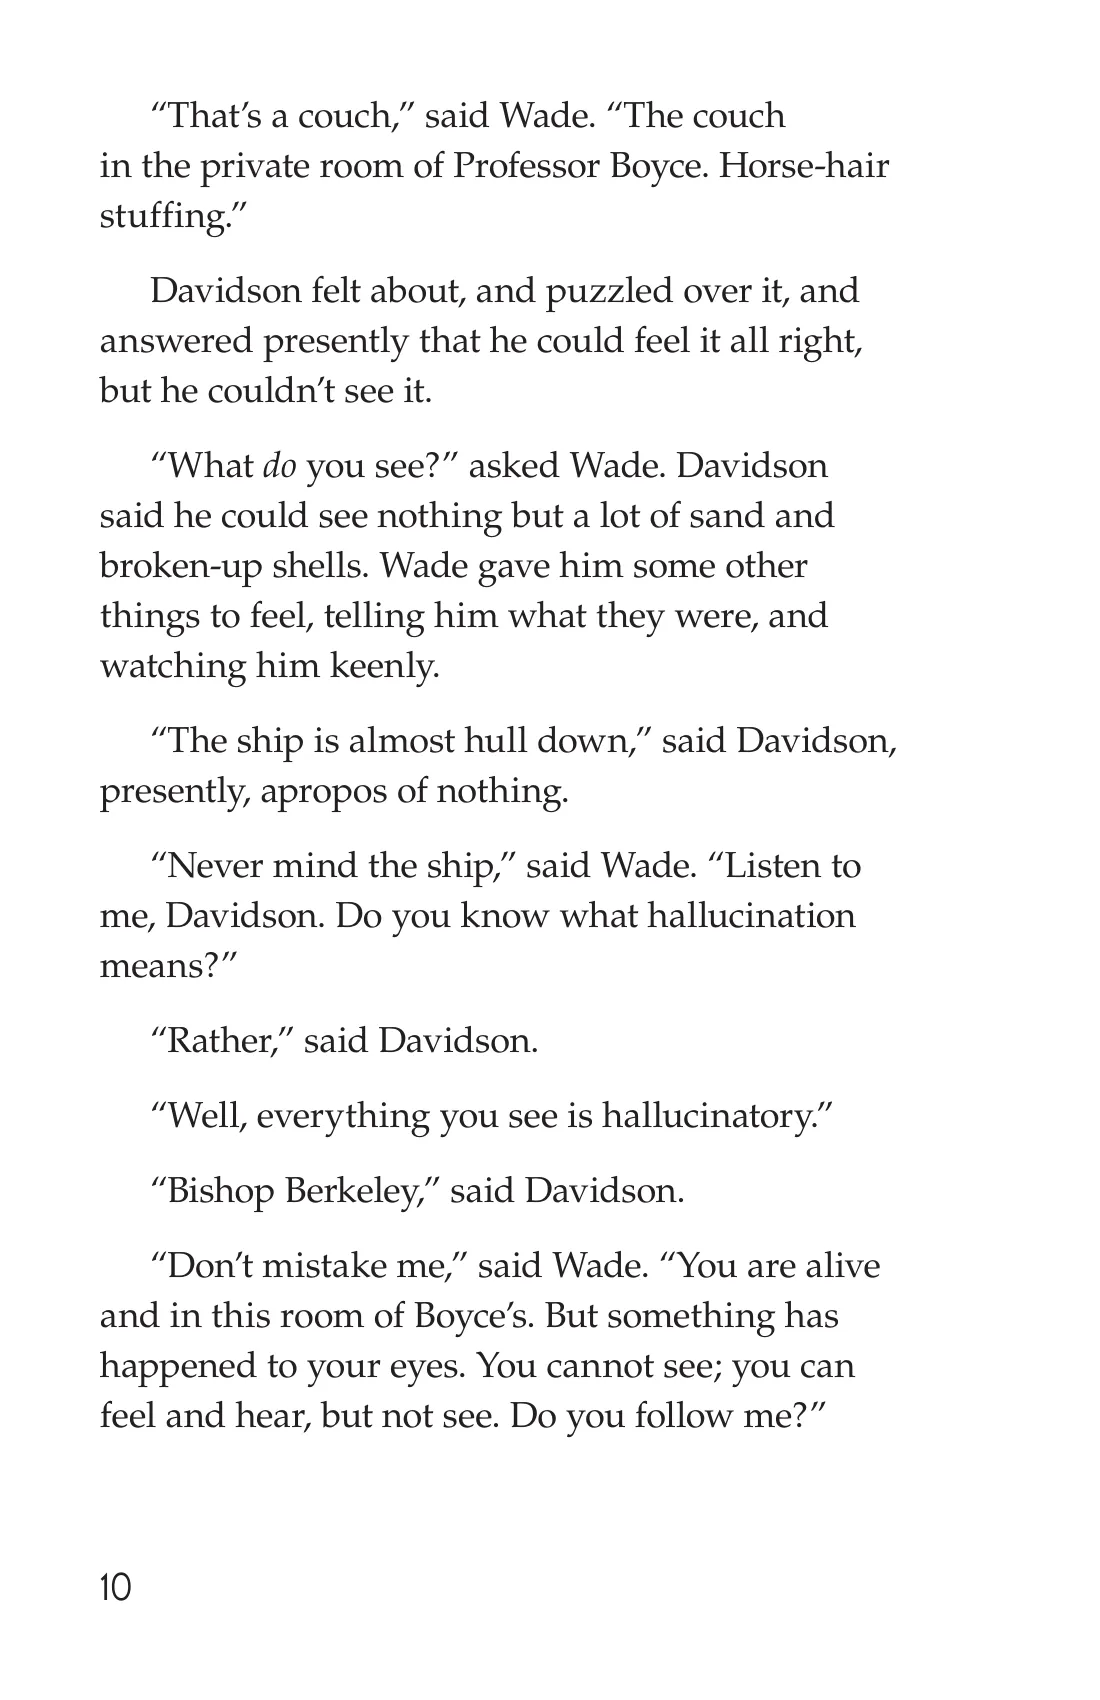 “That’s a couch,” said Wade. “The couch
in the private room of Professor Boyce. Horse-hair
stuffing.”
Davidson felt about, and puzzled over it, and
answered presently that he could feel it all right,
but he couldn’t see it.
“What do you see?” asked Wade. Davidson
said he could see nothing but a lot of sand and
broken-up shells. Wade gave him some other
things to feel, telling him what they were, and
watching him keenly.
“The ship is almost hull down,” said Davidson,
presently, apropos of nothing.
“Never mind the ship,” said Wade. “Listen to
me, Davidson. Do you know what hallucination
means?”
“Rather,” said Davidson.
“Well, everything you see is hallucinatory.”
“Bishop Berkeley,” said Davidson.
“Don’t mistake me,” said Wade. “You are alive
and in this room of Boyce’s. But something has
happened to your eyes. You cannot see; you can
feel and hear, but not see. Do you follow me?”
10